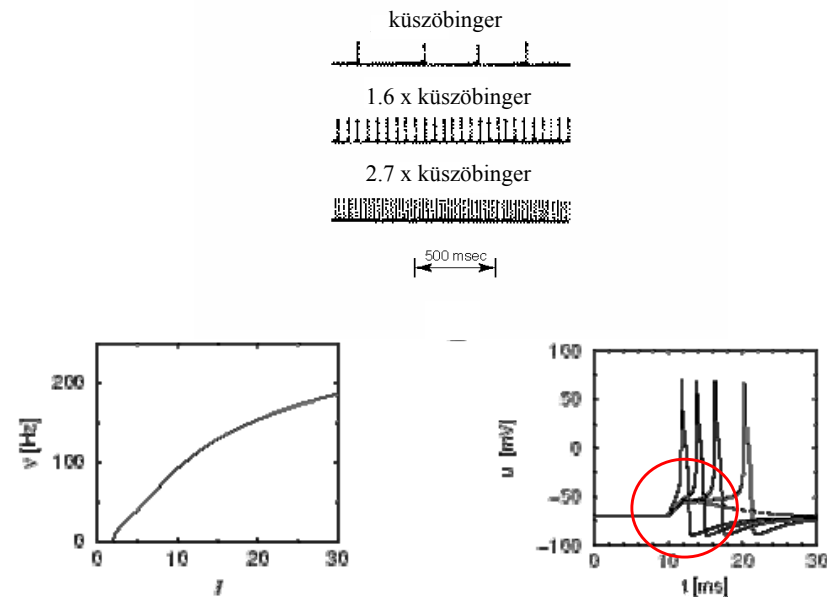 küszöbinger
1.6 x küszöbinger
2.7 x küszöbinger
500 msec
200
100
0
ν [Hz]
0 10 20 30
I
100
50
0
−50
−100
u [mV]
0 10 20 30
t [ms]